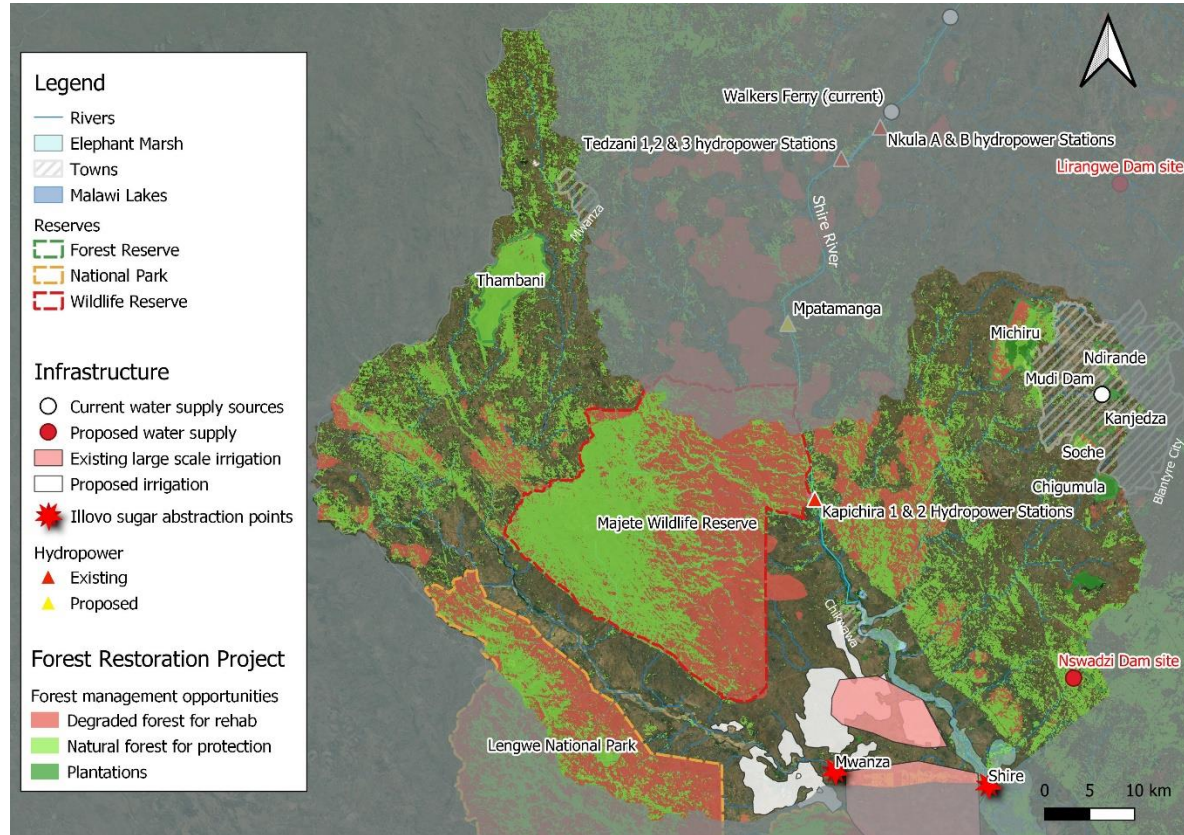 Legend
Rivers
Elephant Marsh
Towns
Malawi Lakes
Reserves
Forest Reserve
National Park
Wildlife Reserve
Infrastructure
Current water supply sources
Proposed water supply
Existing large scale irrigation
Proposed irrigation
Illovo sugar abstraction points
Hydropower
Existing
Proposed
Forest Restoration Project
Forest management opportunities
Degraded forest for rehab
Natural forest for protection
Plantations
Walkers Ferry (current)
Nkula A & B hydropower Stations
Tedzani 1,2 & 3 hydropower Stations
Lirangwe Dam site
Mwanza
Shire River
Thambani
Mpatamanga
Michiru
Ndirande
Mudi Dam
Kanjedza
Soche
Blantyre City
Chigumula
Majete Wildlife Reserve
Kapichira 1 & 2 Hydropower Stations
Chikwawa
Nswadzi Dam site
Lengwe National Park
Mwanza
Shire
0 5 10 km